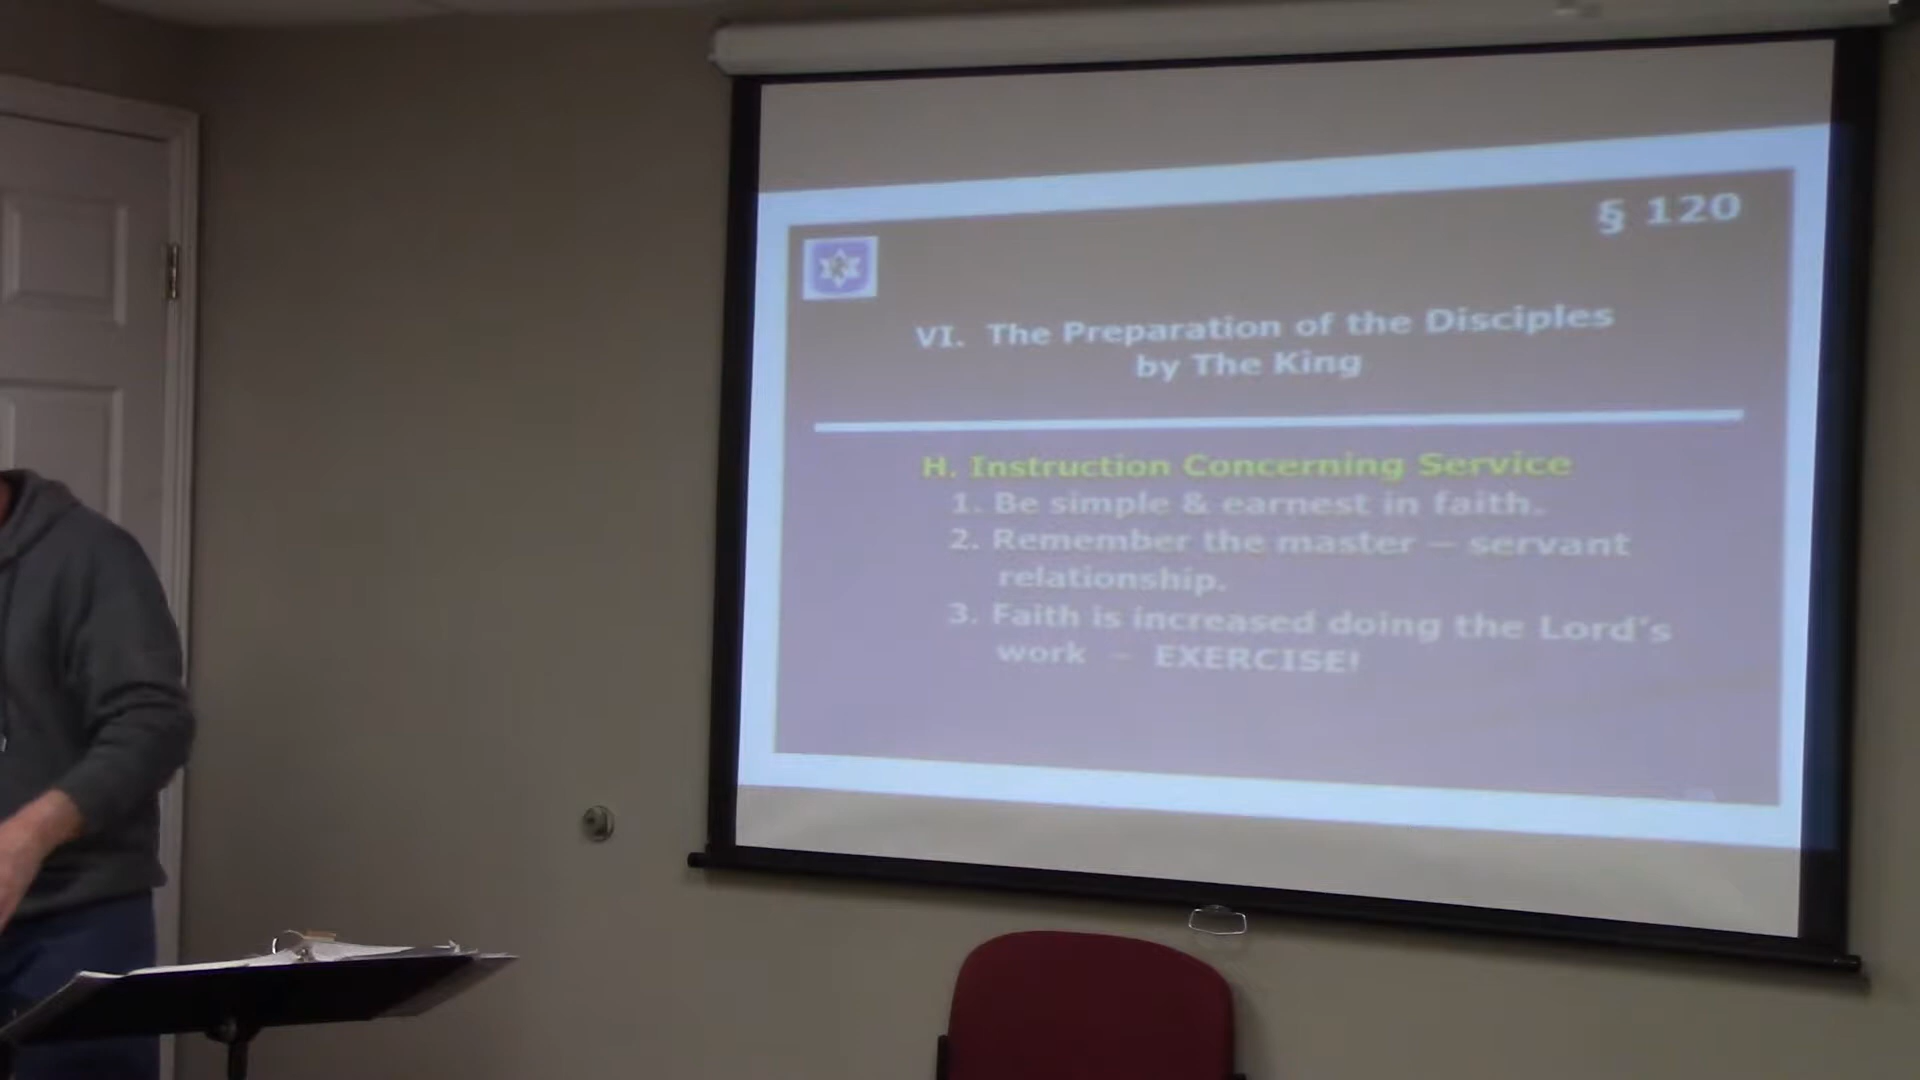 § 120
VI. The Preparation of the Disciples
by The King
H. Instruction Concerning Service
1. Be simple & earnest in faith.
2. Remember the master – servant
relationship.
3. Faith is increased doing the Lord's
work – EXERCISE!